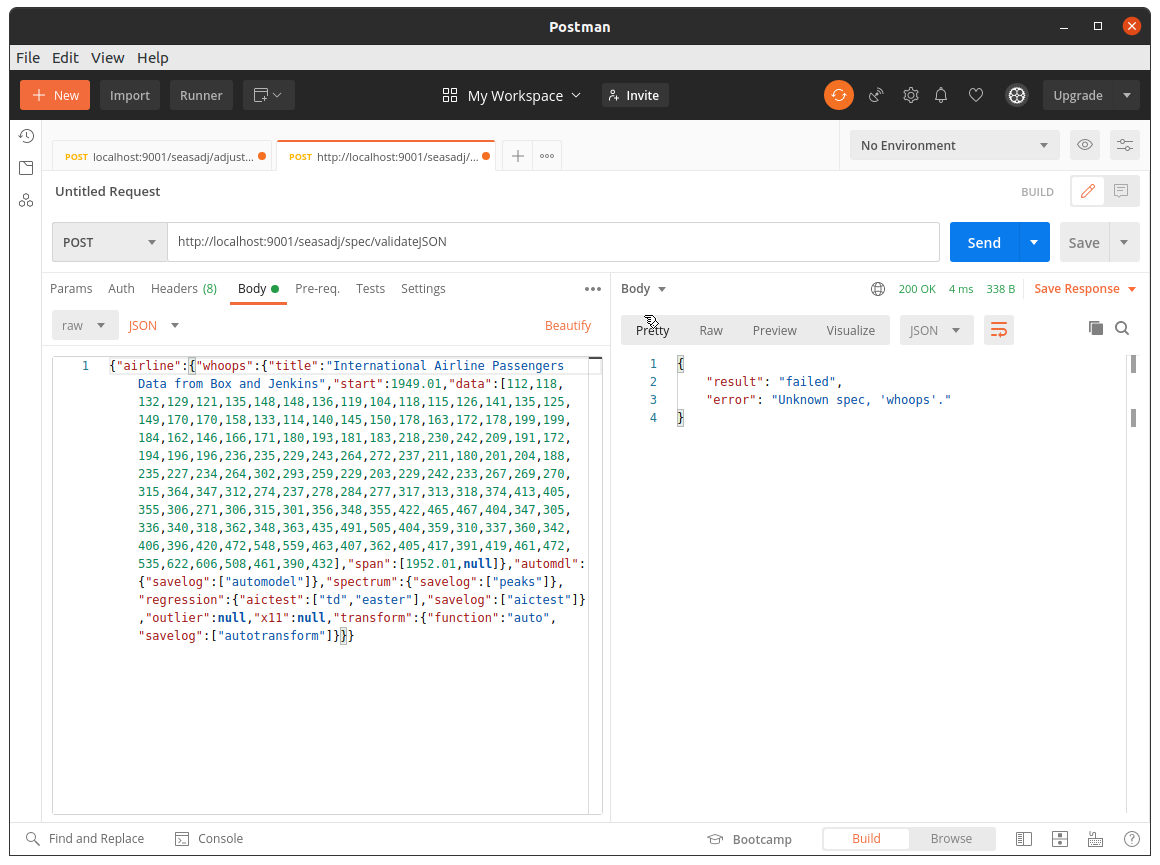 Postman
File Edit View Help
New Import Runner My Workspace Invite Upgrade
POST localhost:9001/seasadj/adjust... POST http://localhost:9001/seasadj/... No Environment
Untitled Request BUILD
POST http://localhost:9001/seasadj/spec/validateJSON Send Save
Params Auth Headers (8) Body Pre-req. Tests Settings
Body 200 OK 4 ms 338 B Save Response
raw JSON Beautify
Pretty Raw Preview Visualize JSON
1 {"airline":{"whoops":{"title":"International Airline Passengers
Data from Box and Jenkins","start":1949.01,"data":[112,118,
132,129,121,135,148,148,136,119,104,118,115,126,141,135,125,
149,170,170,158,133,114,140,145,150,178,163,172,178,199,199,
184,162,146,166,171,180,193,181,183,218,230,242,209,191,172,
194,196,196,236,235,229,243,264,272,237,211,180,201,204,188,
235,227,234,264,302,293,259,229,203,229,242,233,267,269,270,
315,364,347,312,274,237,278,284,277,317,313,318,374,413,405,
355,306,271,306,315,301,356,348,355,422,465,467,404,347,305,
336,340,318,362,348,363,435,491,505,404,359,310,337,360,342,
406,396,420,472,548,559,463,407,362,405,417,391,419,461,472,
535,622,606,508,461,390,432],"span":[1952.01,null]},"automdl":
{"savelog":["automodel"]},"spectrum":{"savelog":["peaks"]},
"regression":{"aictest":["td","easter"],"savelog":["aictest"]}
,"outlier":null,"x11":null,"transform":{"function":"auto",
"savelog":["autotransform"]}}}
1 {
2 "result": "failed",
3 "error": "Unknown spec, 'whoops'."
4 }
Find and Replace Console Bootcamp Build Browse